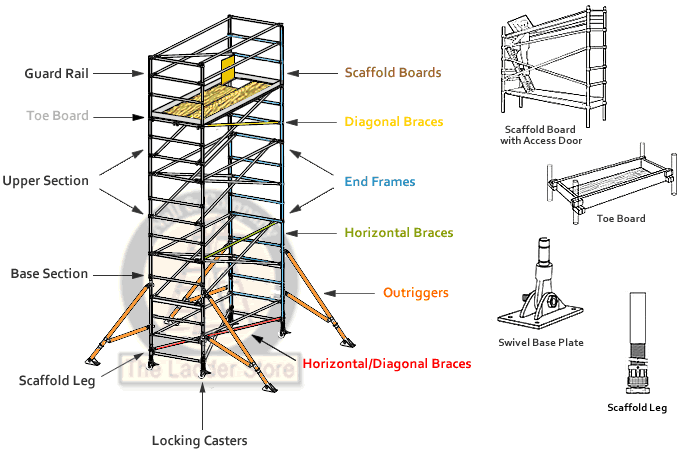 Guard Rail
Toe Board
Upper Section
Base Section
Scaffold Leg
Locking Casters
Scaffold Boards
Diagonal Braces
End Frames
Horizontal Braces
Outriggers
Horizontal/Diagonal Braces
The Ladder Store
Scaffold Board
with Access Door
Toe Board
Swivel Base Plate
Scaffold Leg